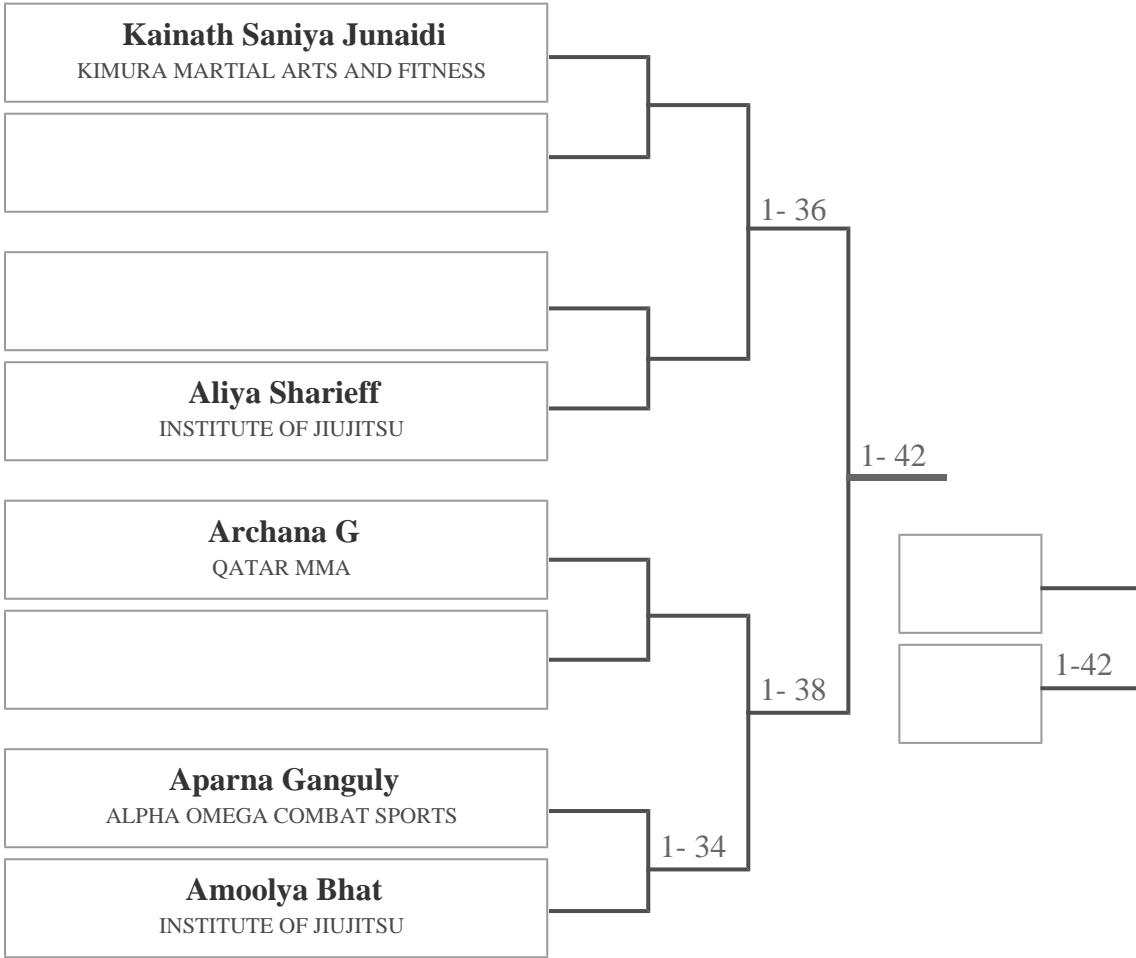 Kainath Saniya Junaidi
KIMURA MARTIAL ARTS AND FITNESS
1- 36
Aliya Sharieff
INSTITUTE OF JIUJITSU
1- 42
Archana G
QATAR MMA
1-42
1- 38
Aparna Ganguly
ALPHA OMEGA COMBAT SPORTS
1- 34
Amoolya Bhat
INSTITUTE OF JIUJITSU